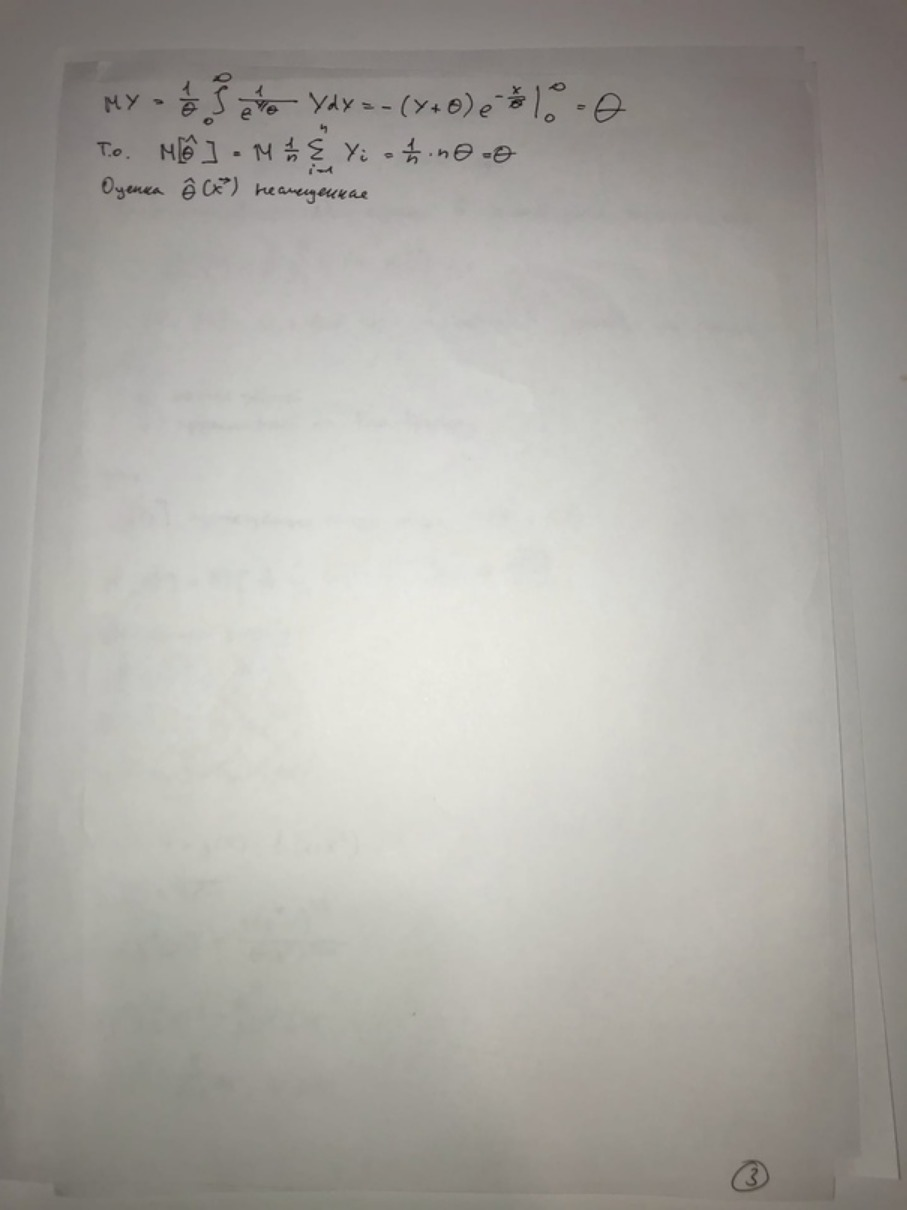 MY = 1/θ ∫₀^∞ 1/e^(Y/θ) Y dY = -(Y+θ) e^(-Y/θ) |₀^∞ = θ
Т.о. M[θ̂] = M 1/n Σ_{i=1}^n Yi = 1/n · nθ = θ
Оценка θ̂(x⃗) несмещенная
3